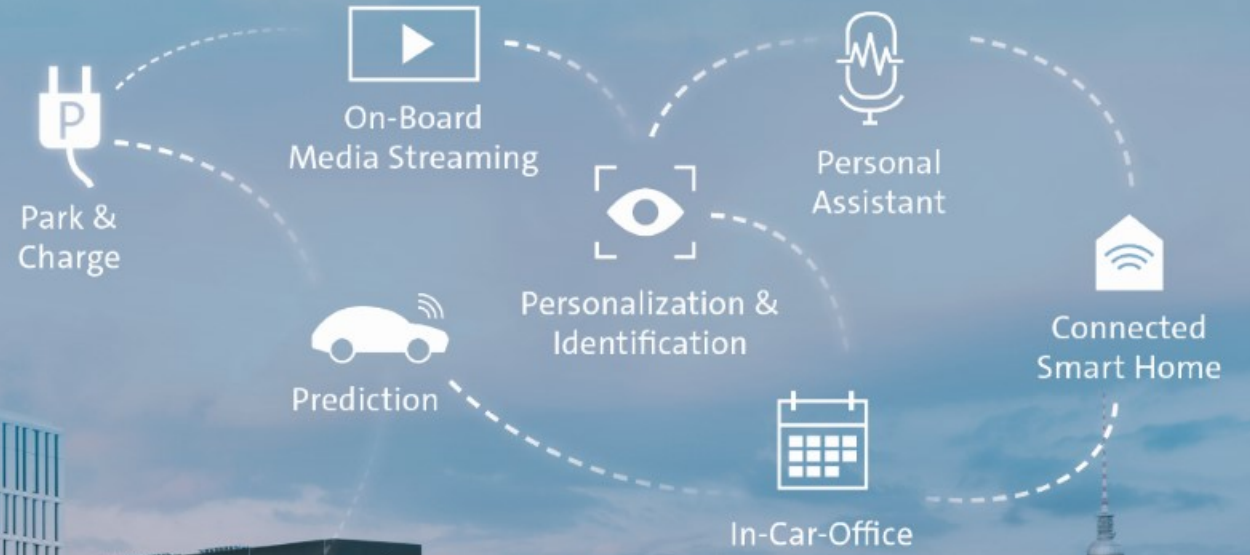 On-Board
Media Streaming
P
Personal
Assistant
Park &
Charge
Personalization &
Identification
Connected
Smart Home
Prediction
In-Car-Office